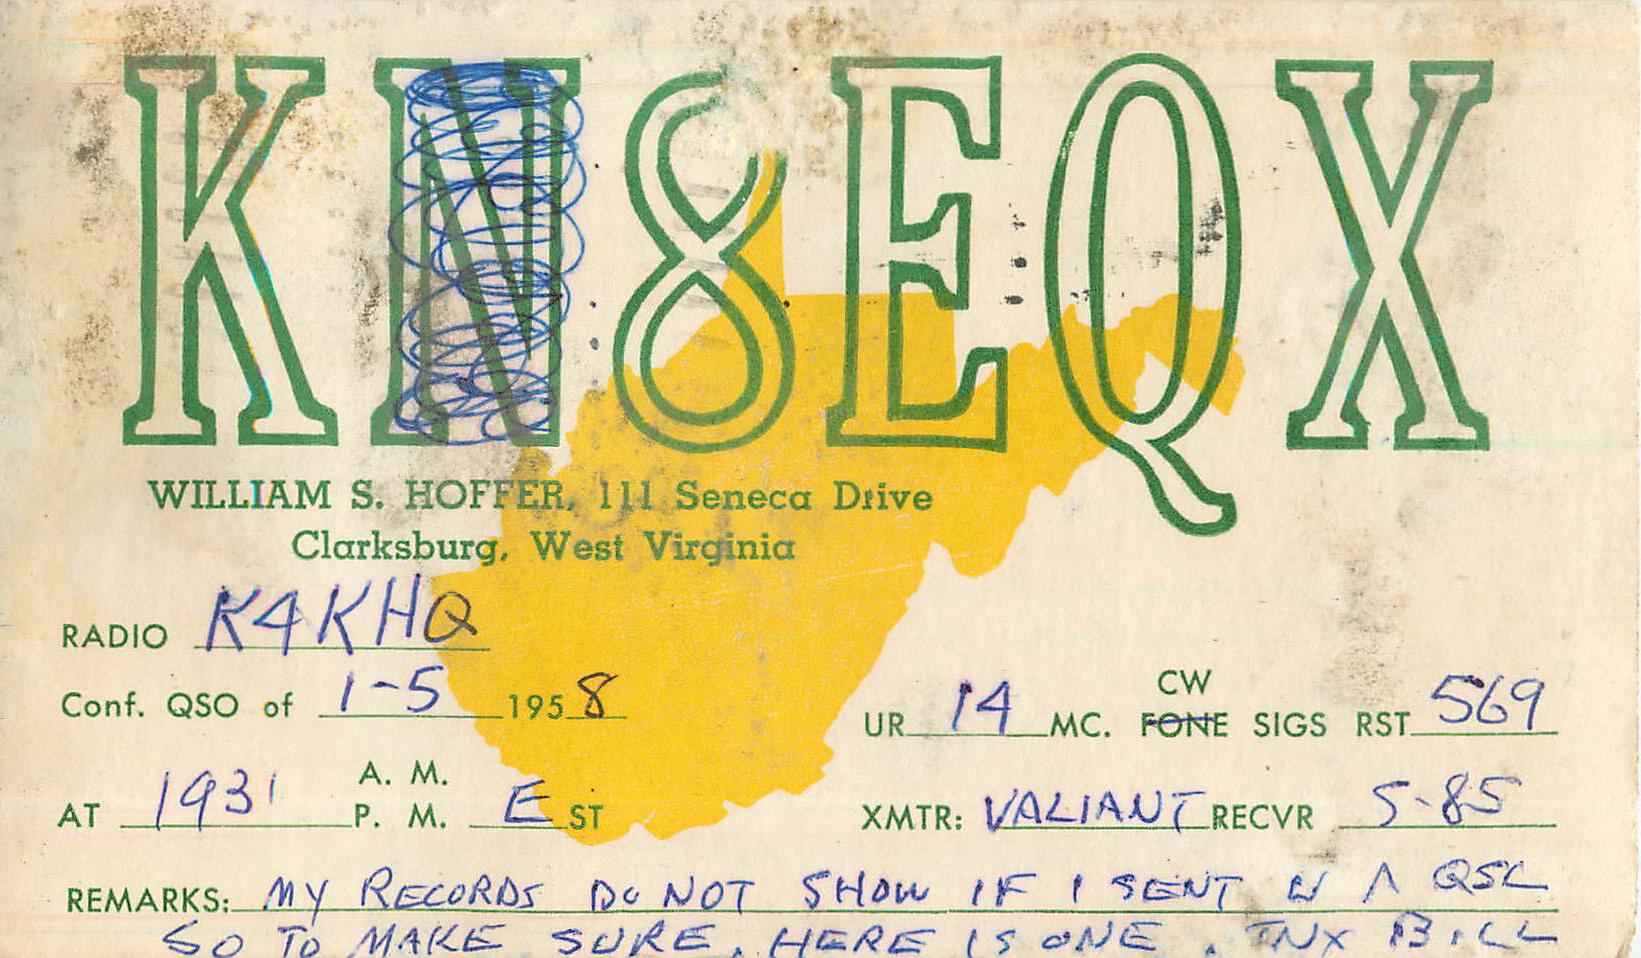 KN8EQX
WILLIAM S. HOFFER, 111 Seneca Drive
Clarksburg, West Virginia
RADIO K4KHQ
Conf. QSO of 1-5 1958
UR 14 MC. CW FONE SIGS RST 569
AT 1931 A. M. P. M. EST
XMTR: VALIANT RECVR S-85
REMARKS: MY RECORDS DO NOT SHOW IF I SENT U A QSL
SO TO MAKE SURE, HERE IS ONE. TNX BILL